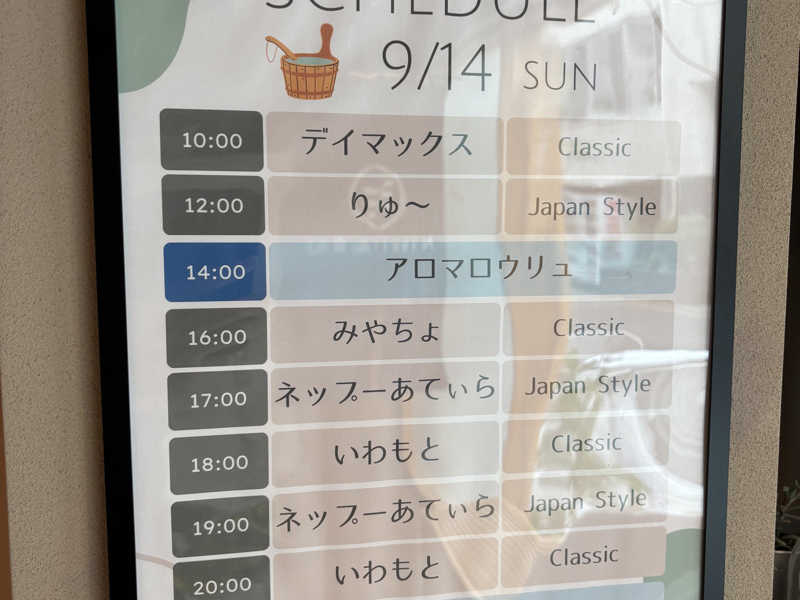 SCHEDULE
9/14 SUN
10:00 デイマックス Classic
12:00 りゅ〜 Japan Style
14:00 アロマロウリュ
16:00 みやちょ Classic
17:00 ネップーあてぃら Japan Style
18:00 いわもと Classic
19:00 ネップーあてぃら Japan Style
20:00 いわもと Classic